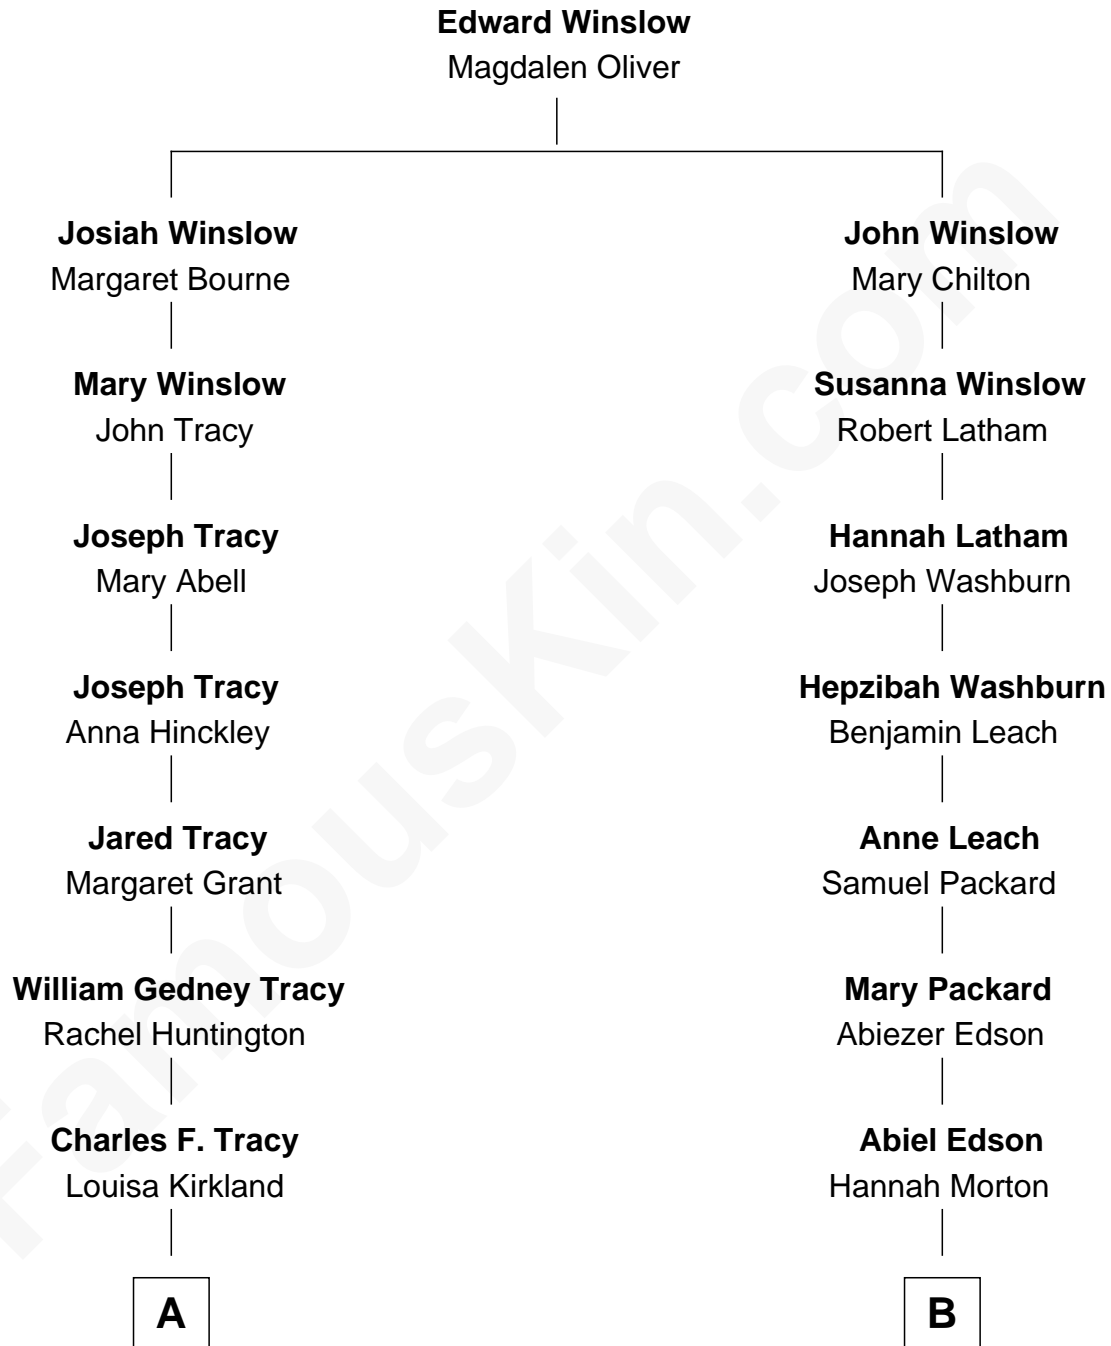 Edward Winslow
Magdalen Oliver
Josiah Winslow
Margaret Bourne
John Winslow
Mary Chilton
Mary Winslow
John Tracy
Susanna Winslow
Robert Latham
Joseph Tracy
Mary Abell
Hannah Latham
Joseph Washburn
Joseph Tracy
Anna Hinckley
Hepzibah Washburn
Benjamin Leach
Jared Tracy
Margaret Grant
Anne Leach
Samuel Packard
William Gedney Tracy
Rachel Huntington
Mary Packard
Abiezer Edson
Charles F. Tracy
Louisa Kirkland
Abiel Edson
Hannah Morton
A
B
FamousKin.com